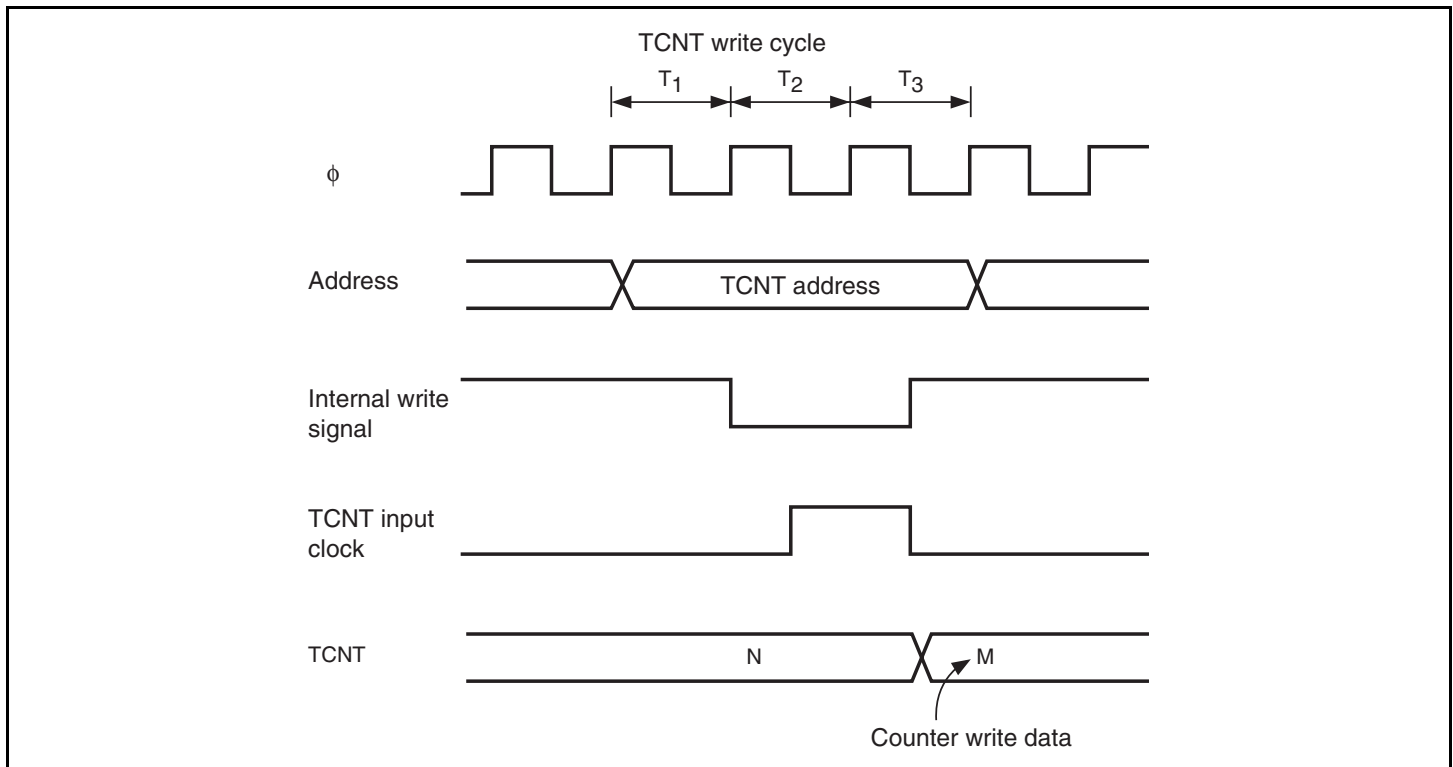 TCNT write cycle
T1 T2 T3
ϕ
Address
TCNT address
Internal write
signal
TCNT input
clock
TCNT
N
M
Counter write data